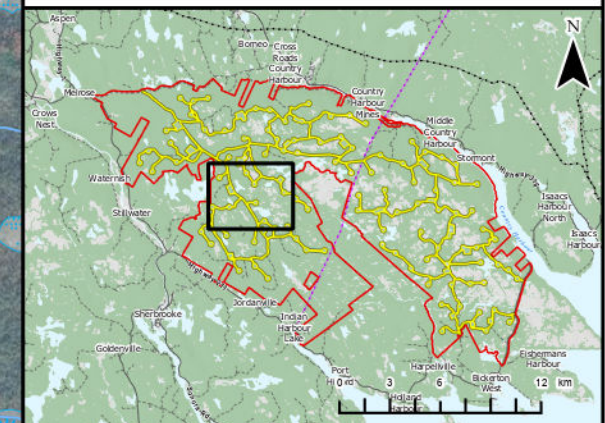 Aspen
N
Borneo
Cross
Roads
Country
Harbour
Melrose
Country
Harbour
Mines
Crows
Nest
Middle
Country
Harbour
Stormont
Waternish
Isaacs
Harbour
North
Stillwater
Isaacs
Harbour
Jordanville
Sherbrooke
Indian
Harbour
Lake
Goldenville
Fishermans
Harbour
Harpellville
Port
Bickerton
West
Holland
Harbour
0 3 6 12 km